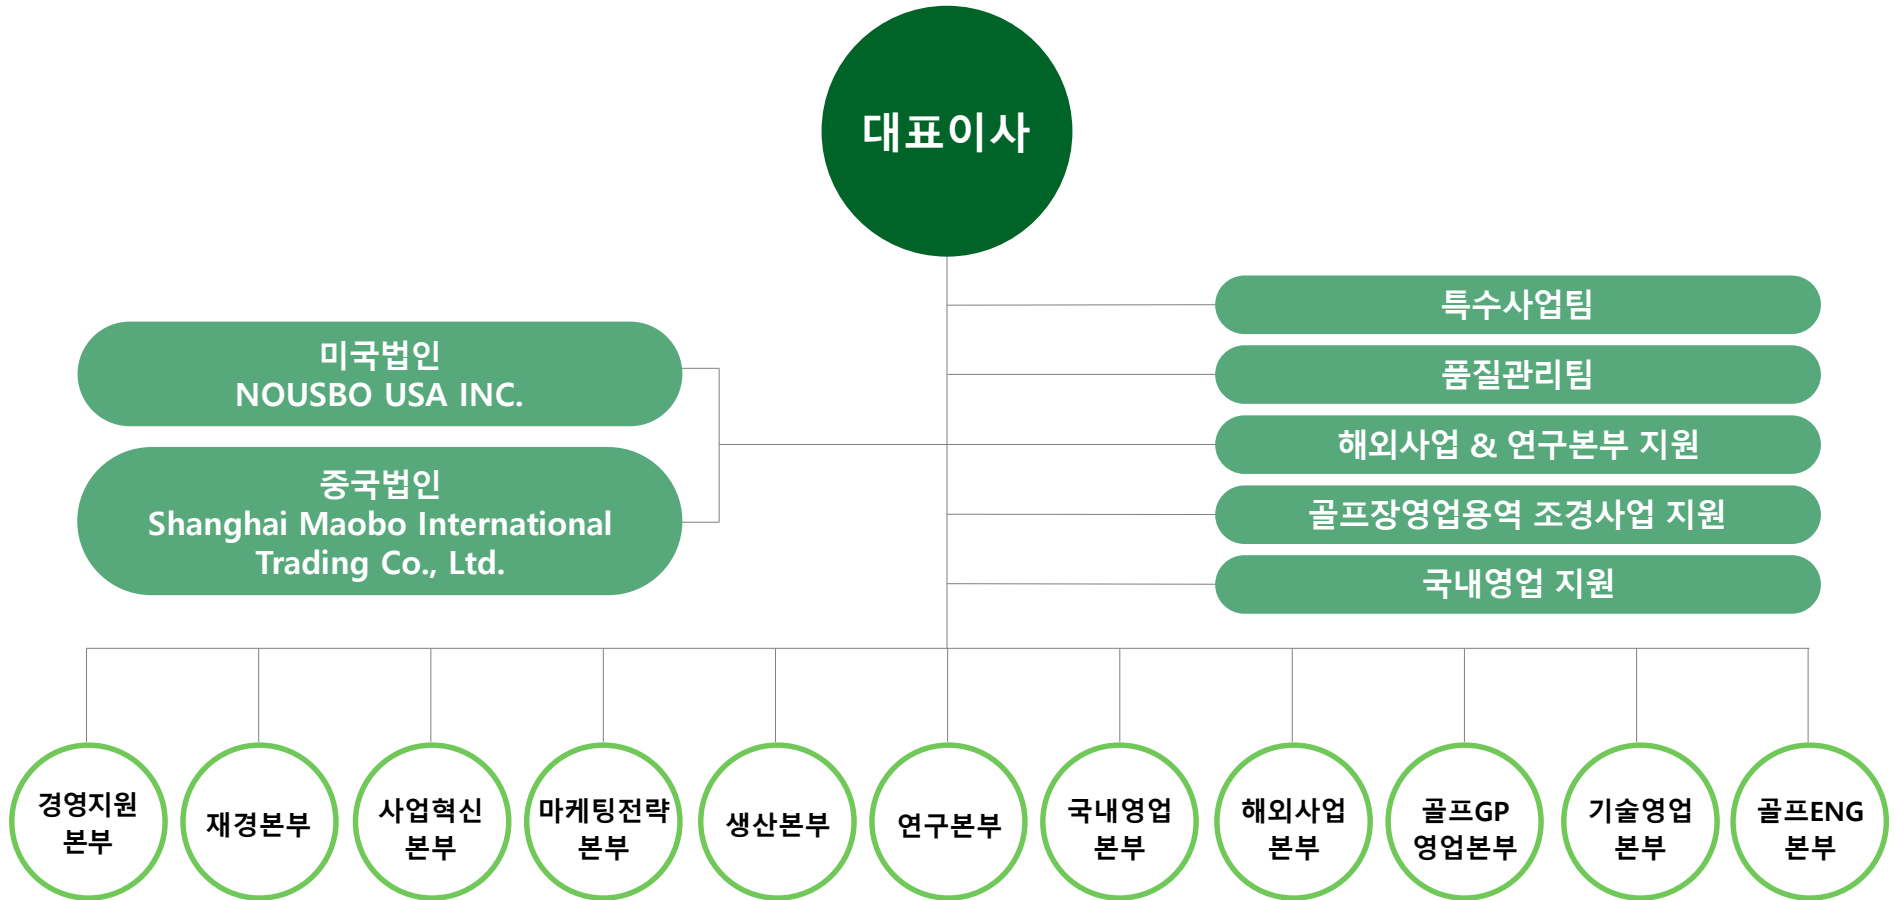 대표이사
미국법인
NOUSBO USA INC.
중국법인
Shanghai Maobo International
Trading Co., Ltd.
특수사업팀
품질관리팀
해외사업 & 연구본부 지원
골프장영업용역 조경사업 지원
국내영업 지원
경영지원
본부
재경본부
사업혁신
본부
마케팅전략
본부
생산본부
연구본부
국내영업
본부
해외사업
본부
골프GP
영업본부
기술영업
본부
골프ENG
본부